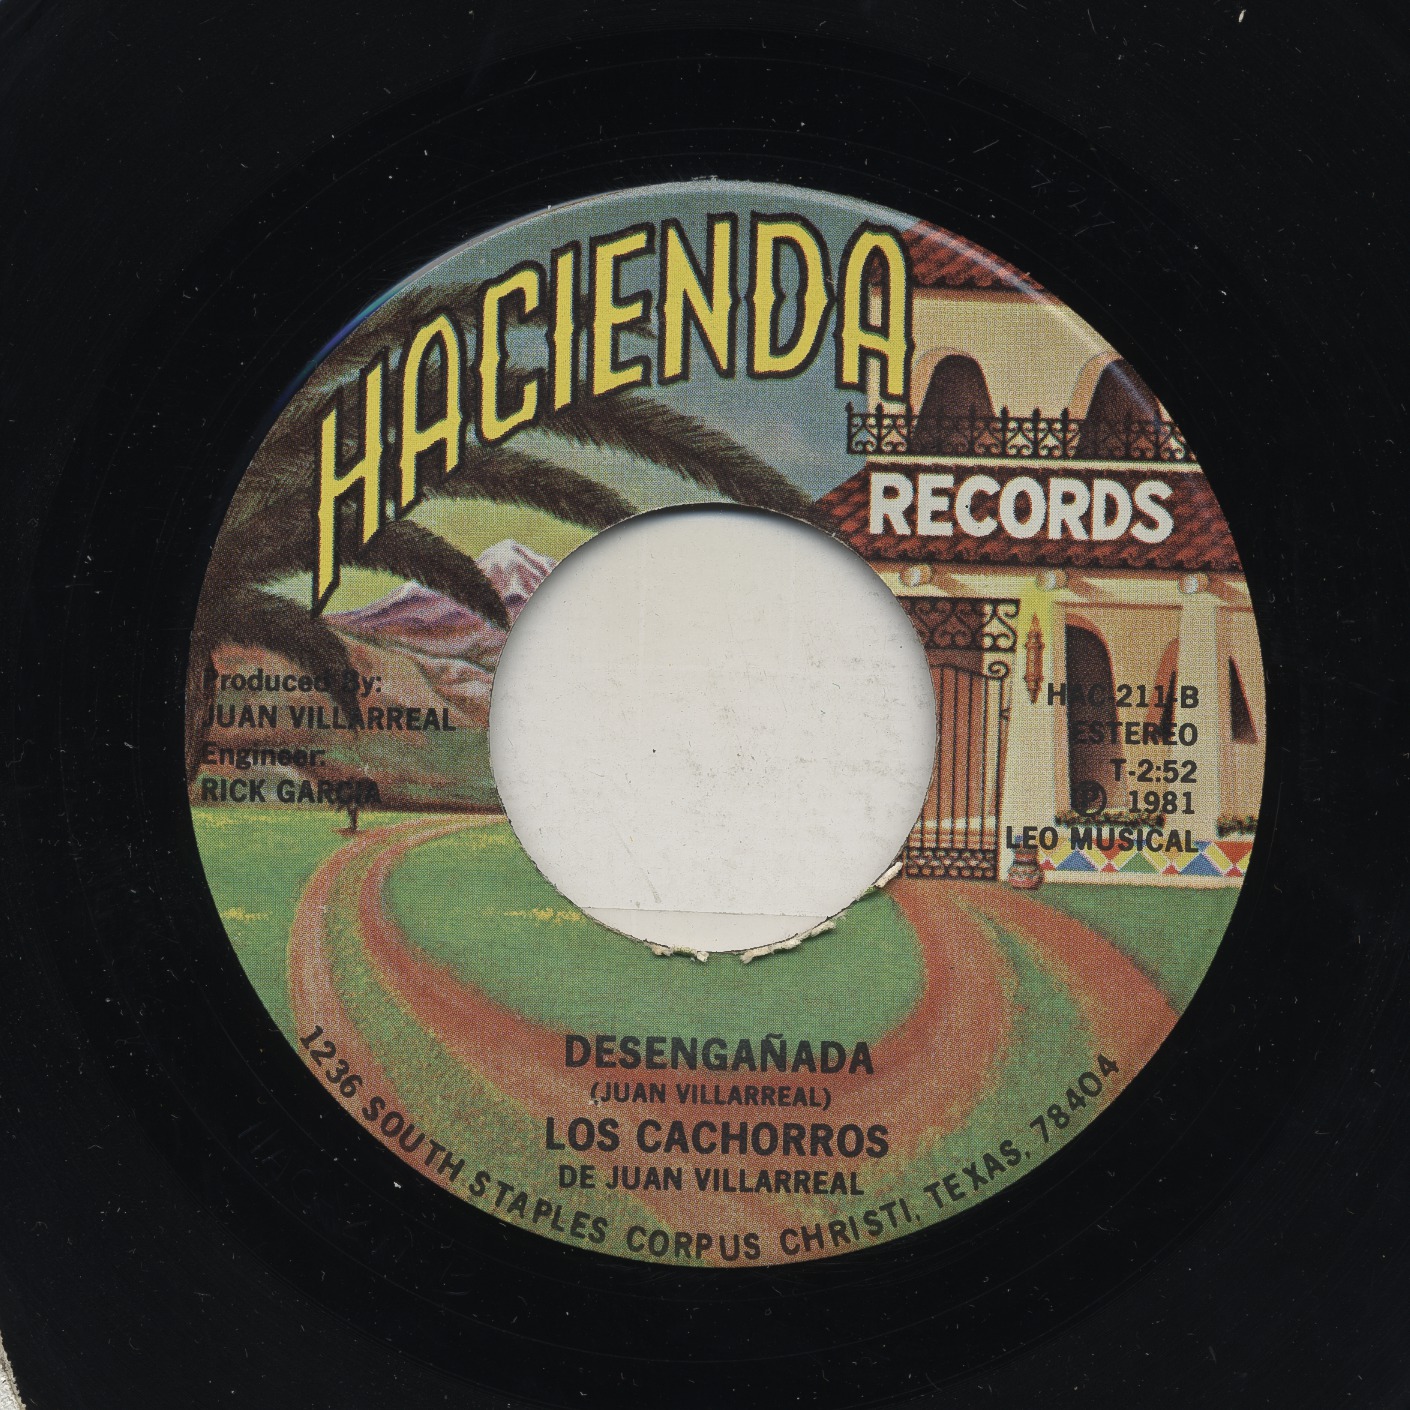 HACIENDA
RECORDS
Produced By:
JUAN VILLARREAL
Engineer:
RICK GARCIA
HAC 211-B
ESTEREO
T-2:52
Ⓟ 1981
LEO MUSICAL
DESENGAÑADA
(JUAN VILLARREAL)
LOS CACHORROS
DE JUAN VILLARREAL
1236 SOUTH STAPLES CORPUS CHRISTI, TEXAS, 78404